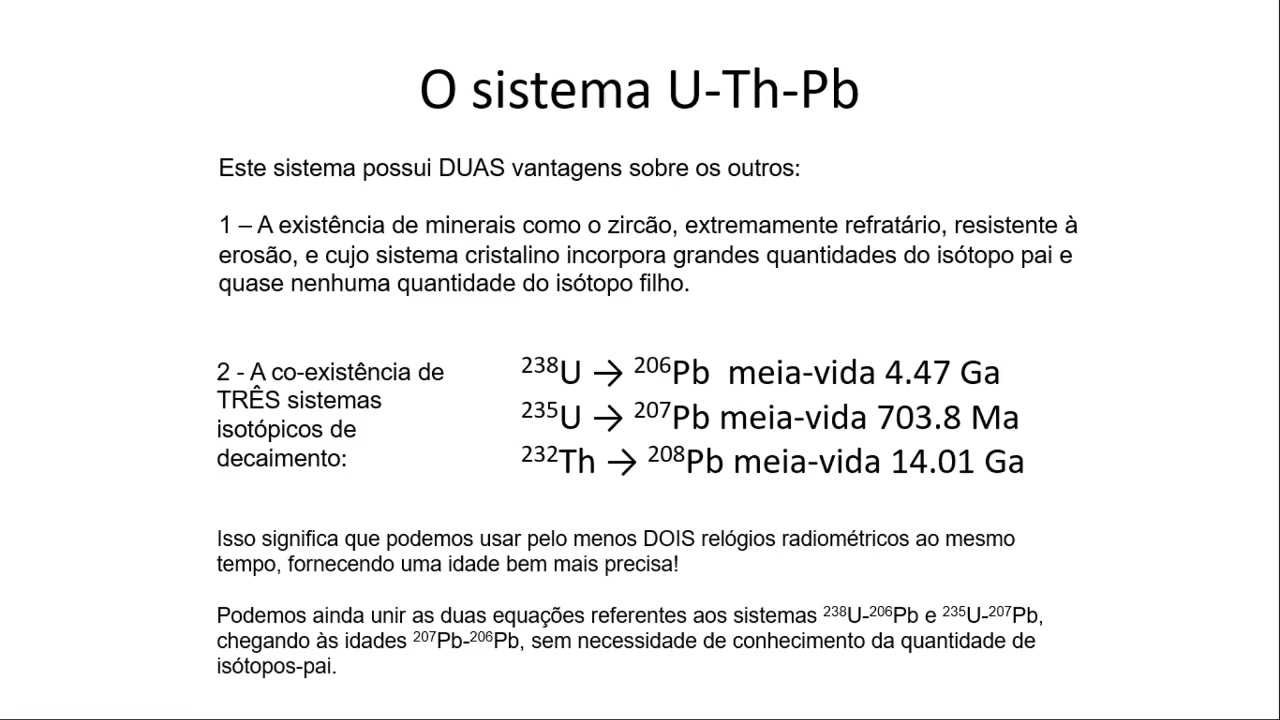 O sistema U-Th-Pb
Este sistema possui DUAS vantagens sobre os outros:
1 – A existência de minerais como o zircão, extremamente refratário, resistente à
erosão, e cujo sistema cristalino incorpora grandes quantidades do isótopo pai e
quase nenhuma quantidade do isótopo filho.
2 - A co-existência de
TRÊS sistemas
isotópicos de
decaimento:
²³⁸U → ²⁰⁶Pb meia-vida 4.47 Ga
²³⁵U → ²⁰⁷Pb meia-vida 703.8 Ma
²³²Th → ²⁰⁸Pb meia-vida 14.01 Ga
Isso significa que podemos usar pelo menos DOIS relógios radiométricos ao mesmo
tempo, fornecendo uma idade bem mais precisa!
Podemos ainda unir as duas equações referentes aos sistemas ²³⁸U-²⁰⁶Pb e ²³⁵U-²⁰⁷Pb,
chegando às idades ²⁰⁷Pb-²⁰⁶Pb, sem necessidade de conhecimento da quantidade de
isótopos-pai.